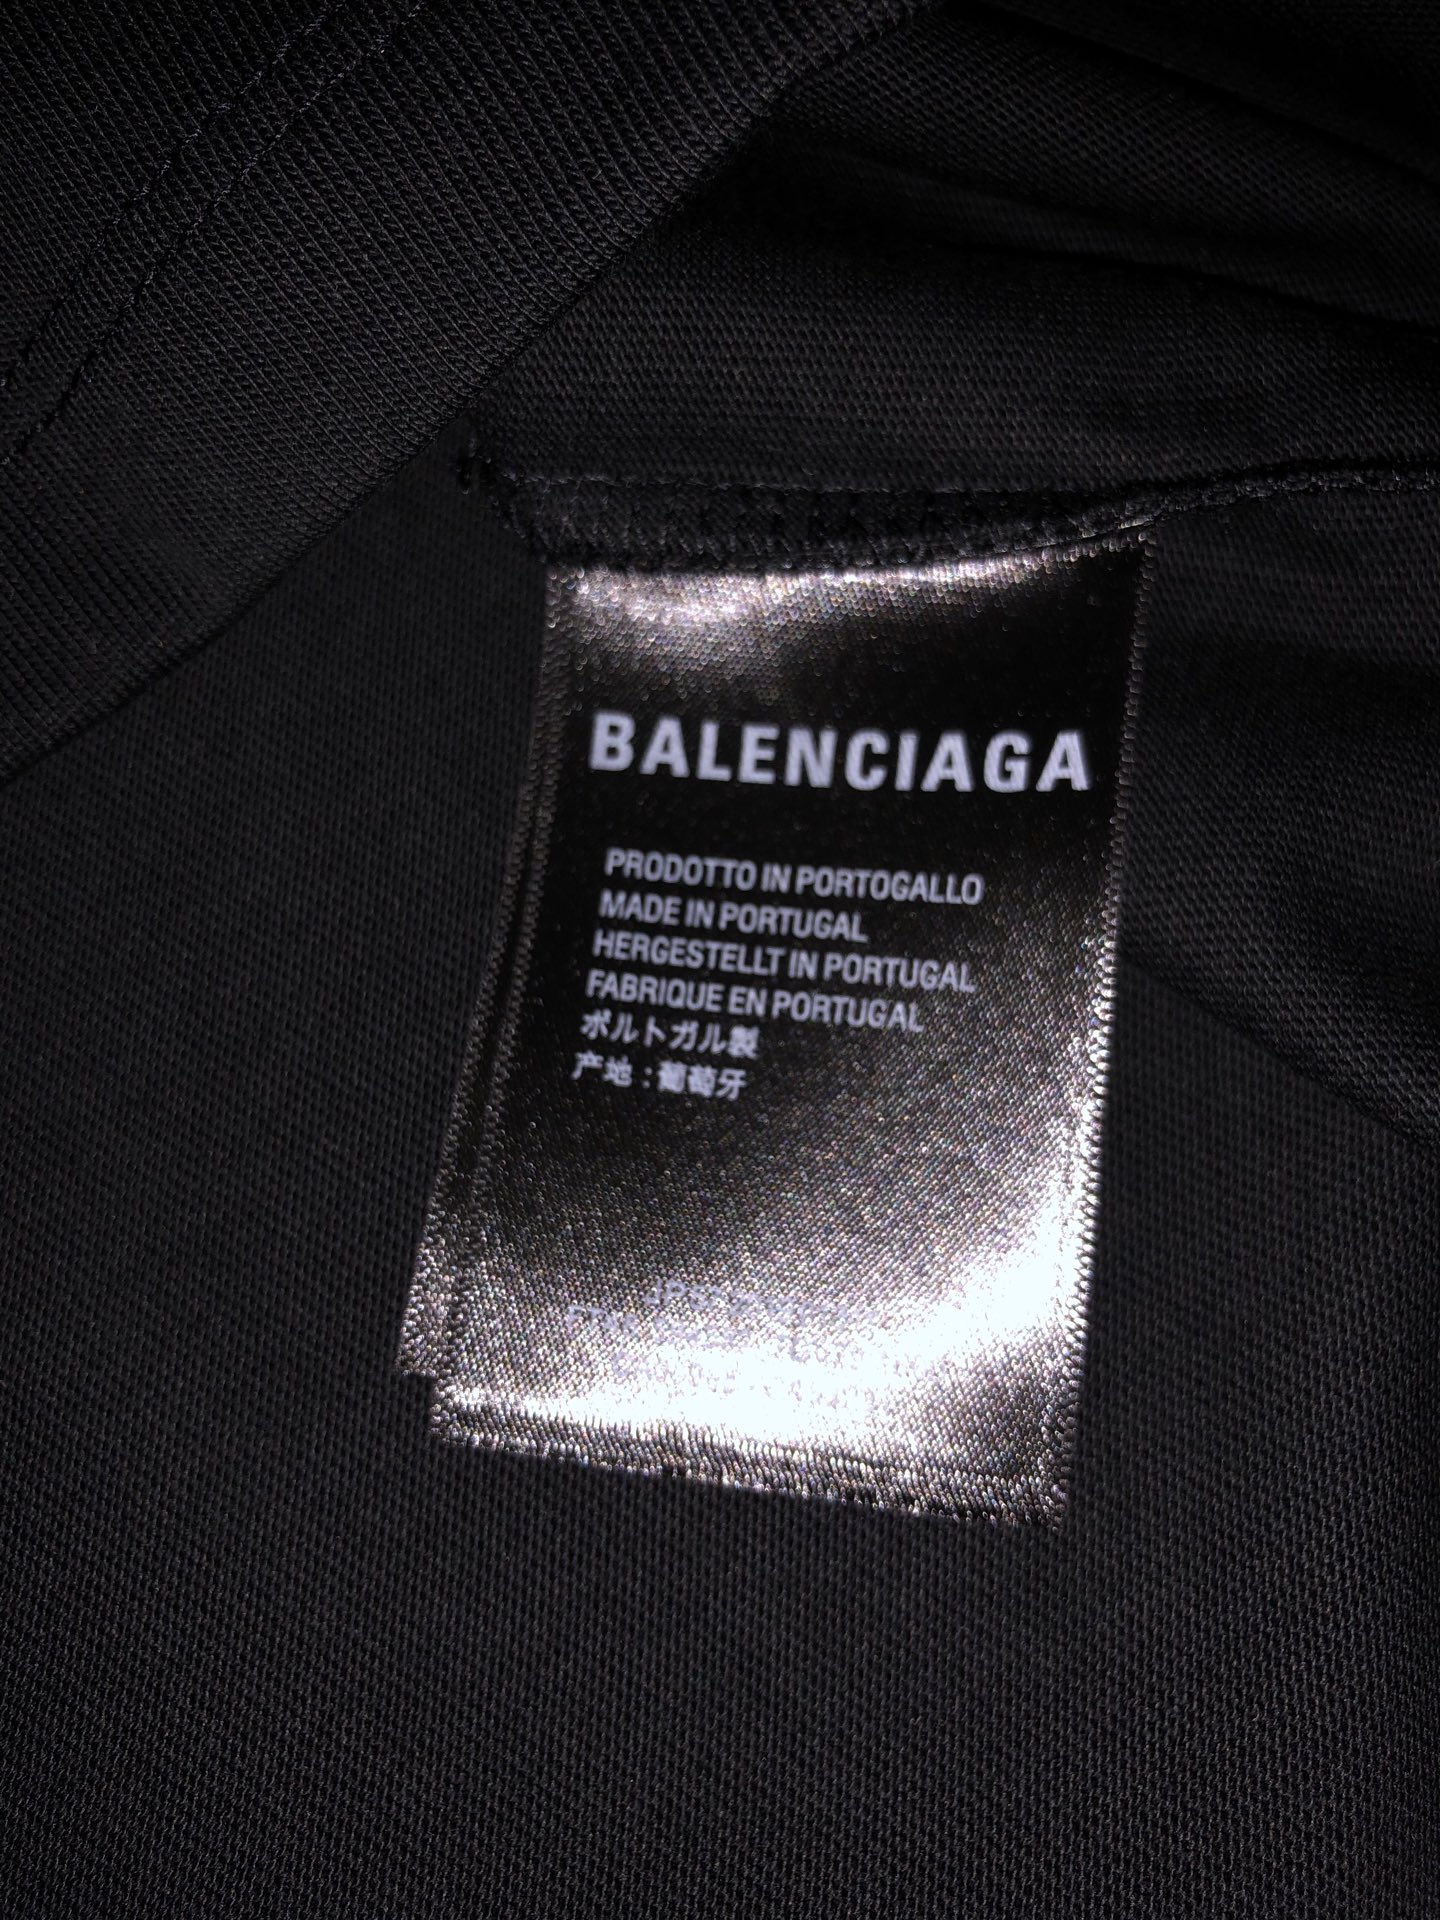 BALENCIAGA
PRODOTTO IN PORTOGALLO
MADE IN PORTUGAL
HERGESTELLT IN PORTUGAL
FABRIQUE EN PORTUGAL
ポルトガル製
产地：葡萄牙